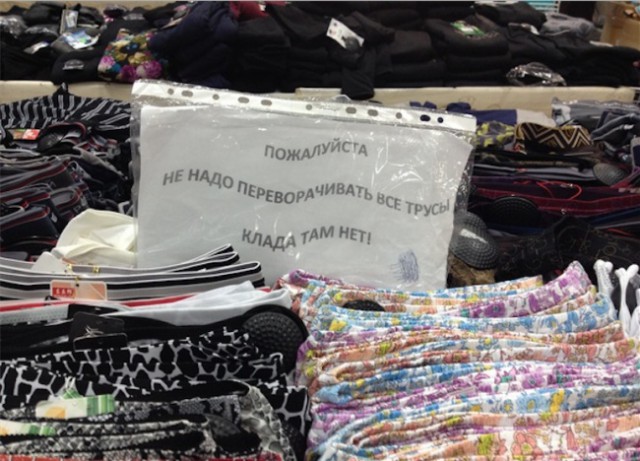 ПОЖАЛУЙСТА
НЕ НАДО ПЕРЕВОРАЧИВАТЬ ВСЕ ТРУСЫ
КЛАДА ТАМ НЕТ!